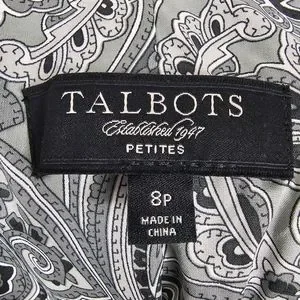 TALBOTS
Established 1947
PETITES
8P
MADE IN
CHINA